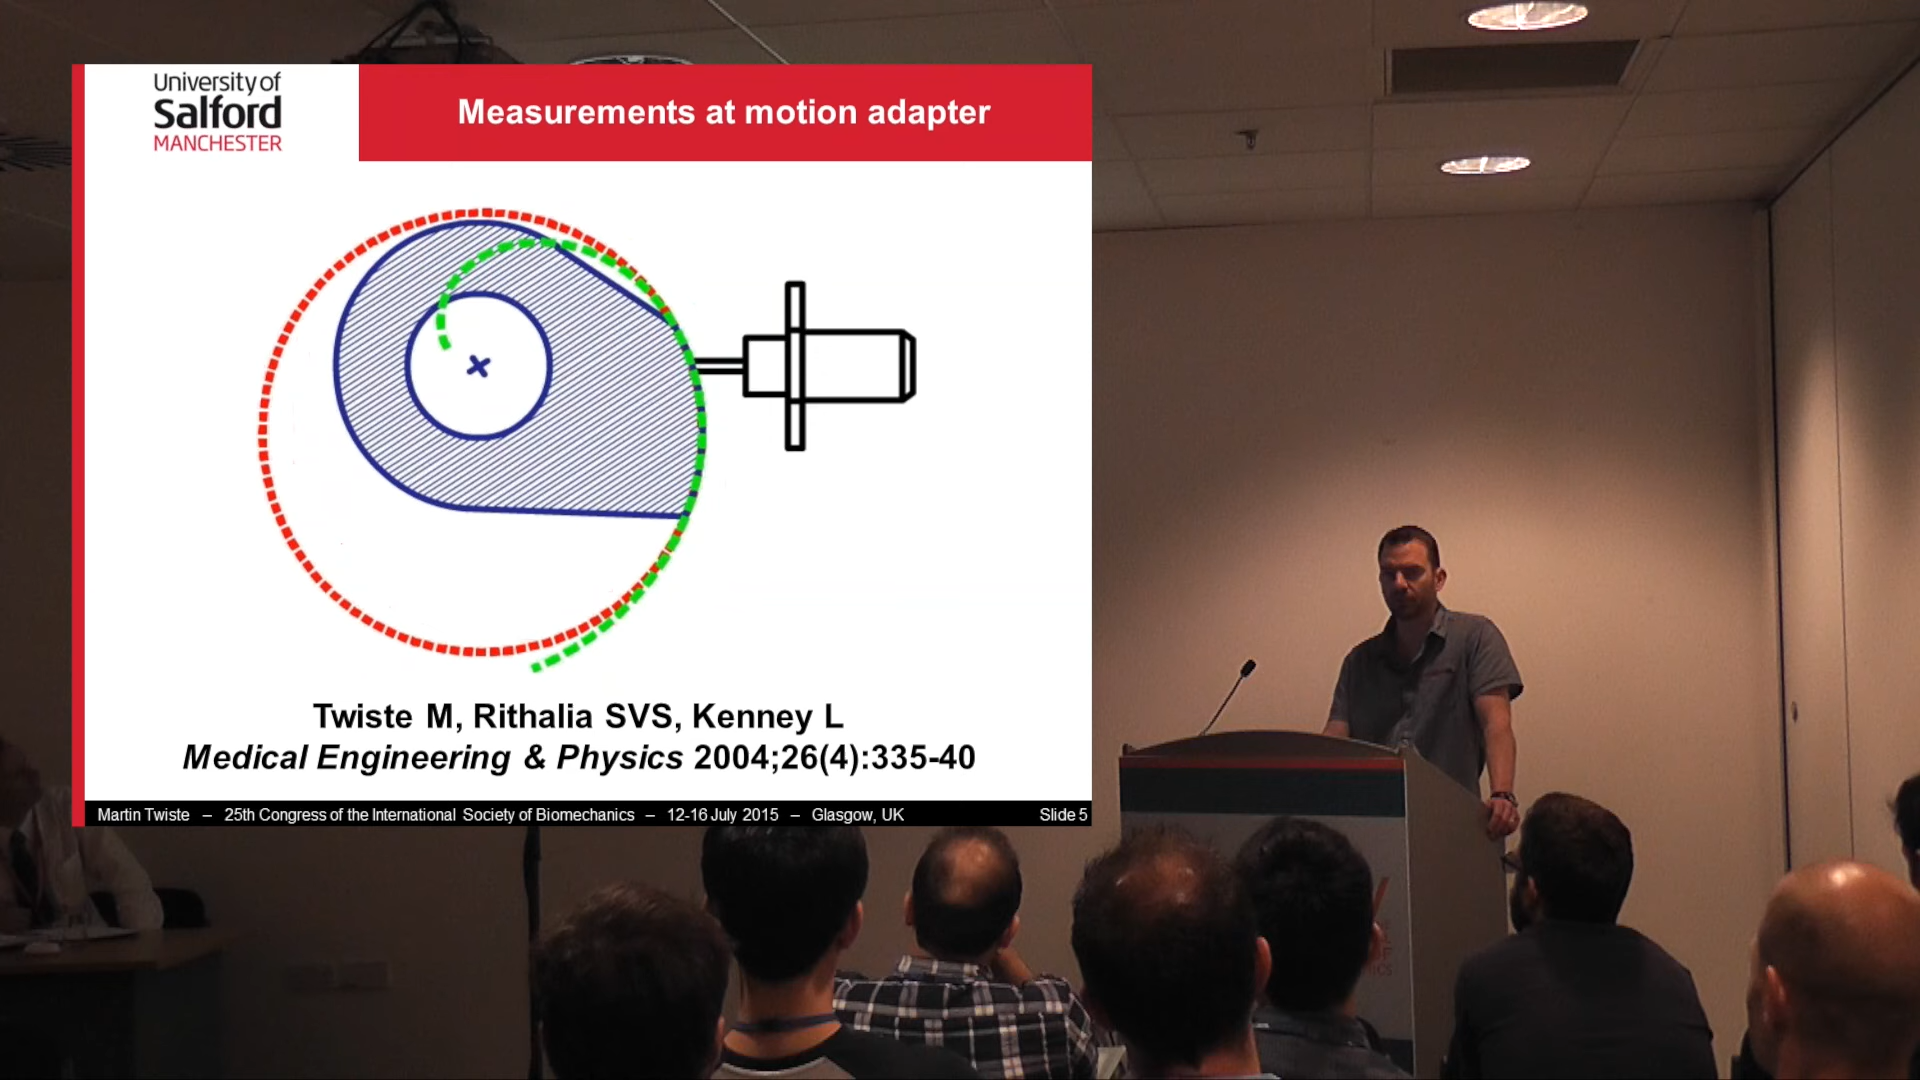 University of
Salford
MANCHESTER
Measurements at motion adapter
Twiste M, Rithalia SVS, Kenney L
Medical Engineering & Physics 2004;26(4):335-40
Martin Twiste – 25th Congress of the International Society of Biomechanics – 12-16 July 2015 – Glasgow, UK Slide 5